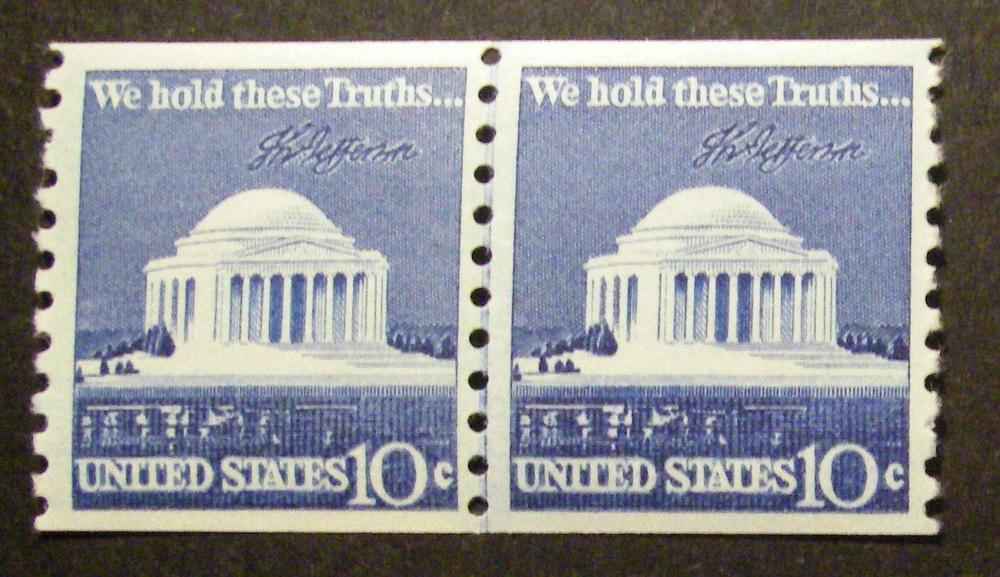 We hold these Truths...
Th Jefferson
UNITED STATES 10c
We hold these Truths...
Th Jefferson
UNITED STATES 10c